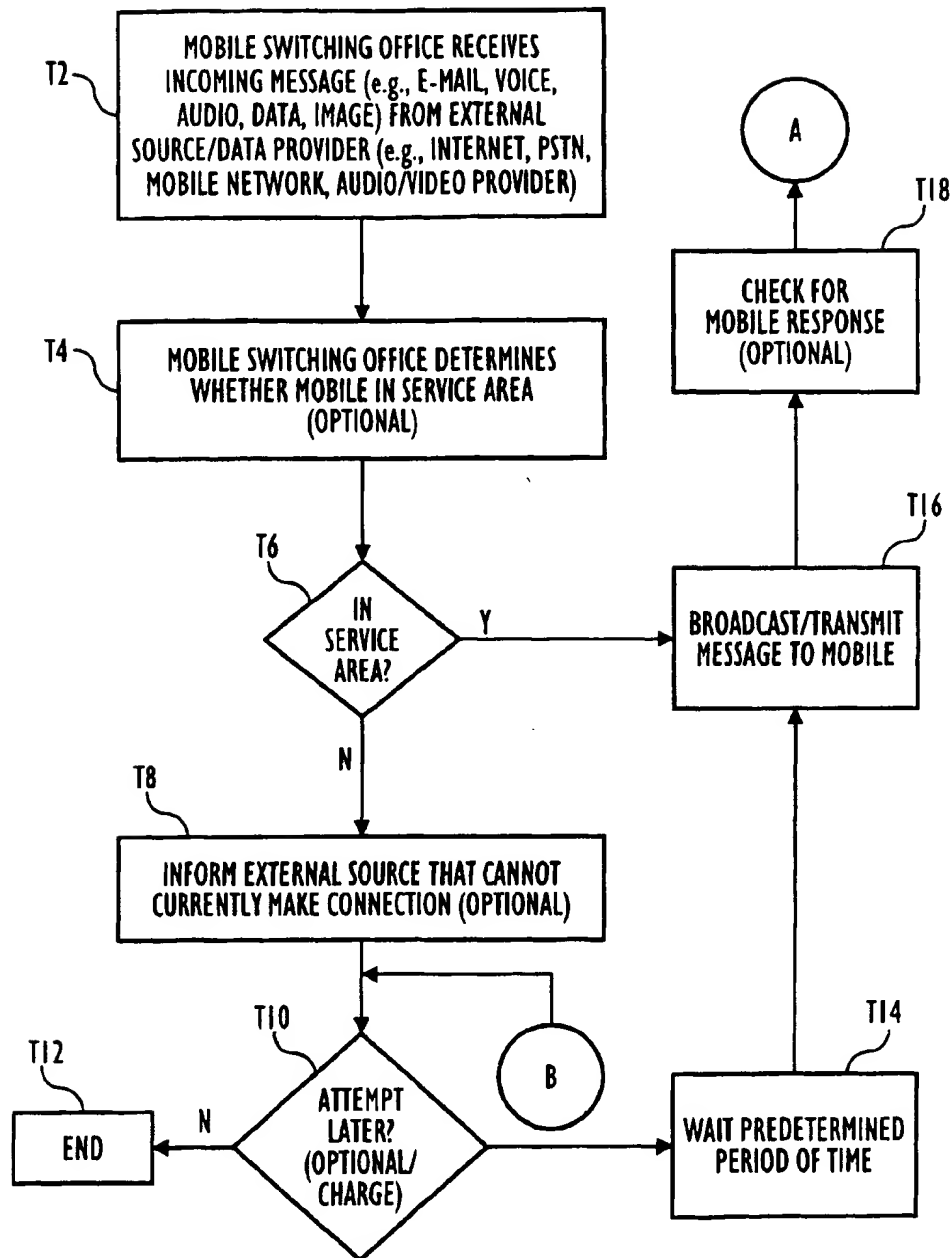 T2
MOBILE SWITCHING OFFICE RECEIVES
INCOMING MESSAGE (e.g., E-MAIL, VOICE,
AUDIO, DATA, IMAGE) FROM EXTERNAL
SOURCE/DATA PROVIDER (e.g., INTERNET, PSTN,
MOBILE NETWORK, AUDIO/VIDEO PROVIDER)
A
T18
CHECK FOR
MOBILE RESPONSE
(OPTIONAL)
T4
MOBILE SWITCHING OFFICE DETERMINES
WHETHER MOBILE IN SERVICE AREA
(OPTIONAL)
T6
IN
SERVICE
AREA?
Y
N
T16
BROADCAST/TRANSMIT
MESSAGE TO MOBILE
T8
INFORM EXTERNAL SOURCE THAT CANNOT
CURRENTLY MAKE CONNECTION (OPTIONAL)
B
T10
ATTEMPT
LATER?
(OPTIONAL/
CHARGE)
N
T12
END
T14
WAIT PREDETERMINED
PERIOD OF TIME